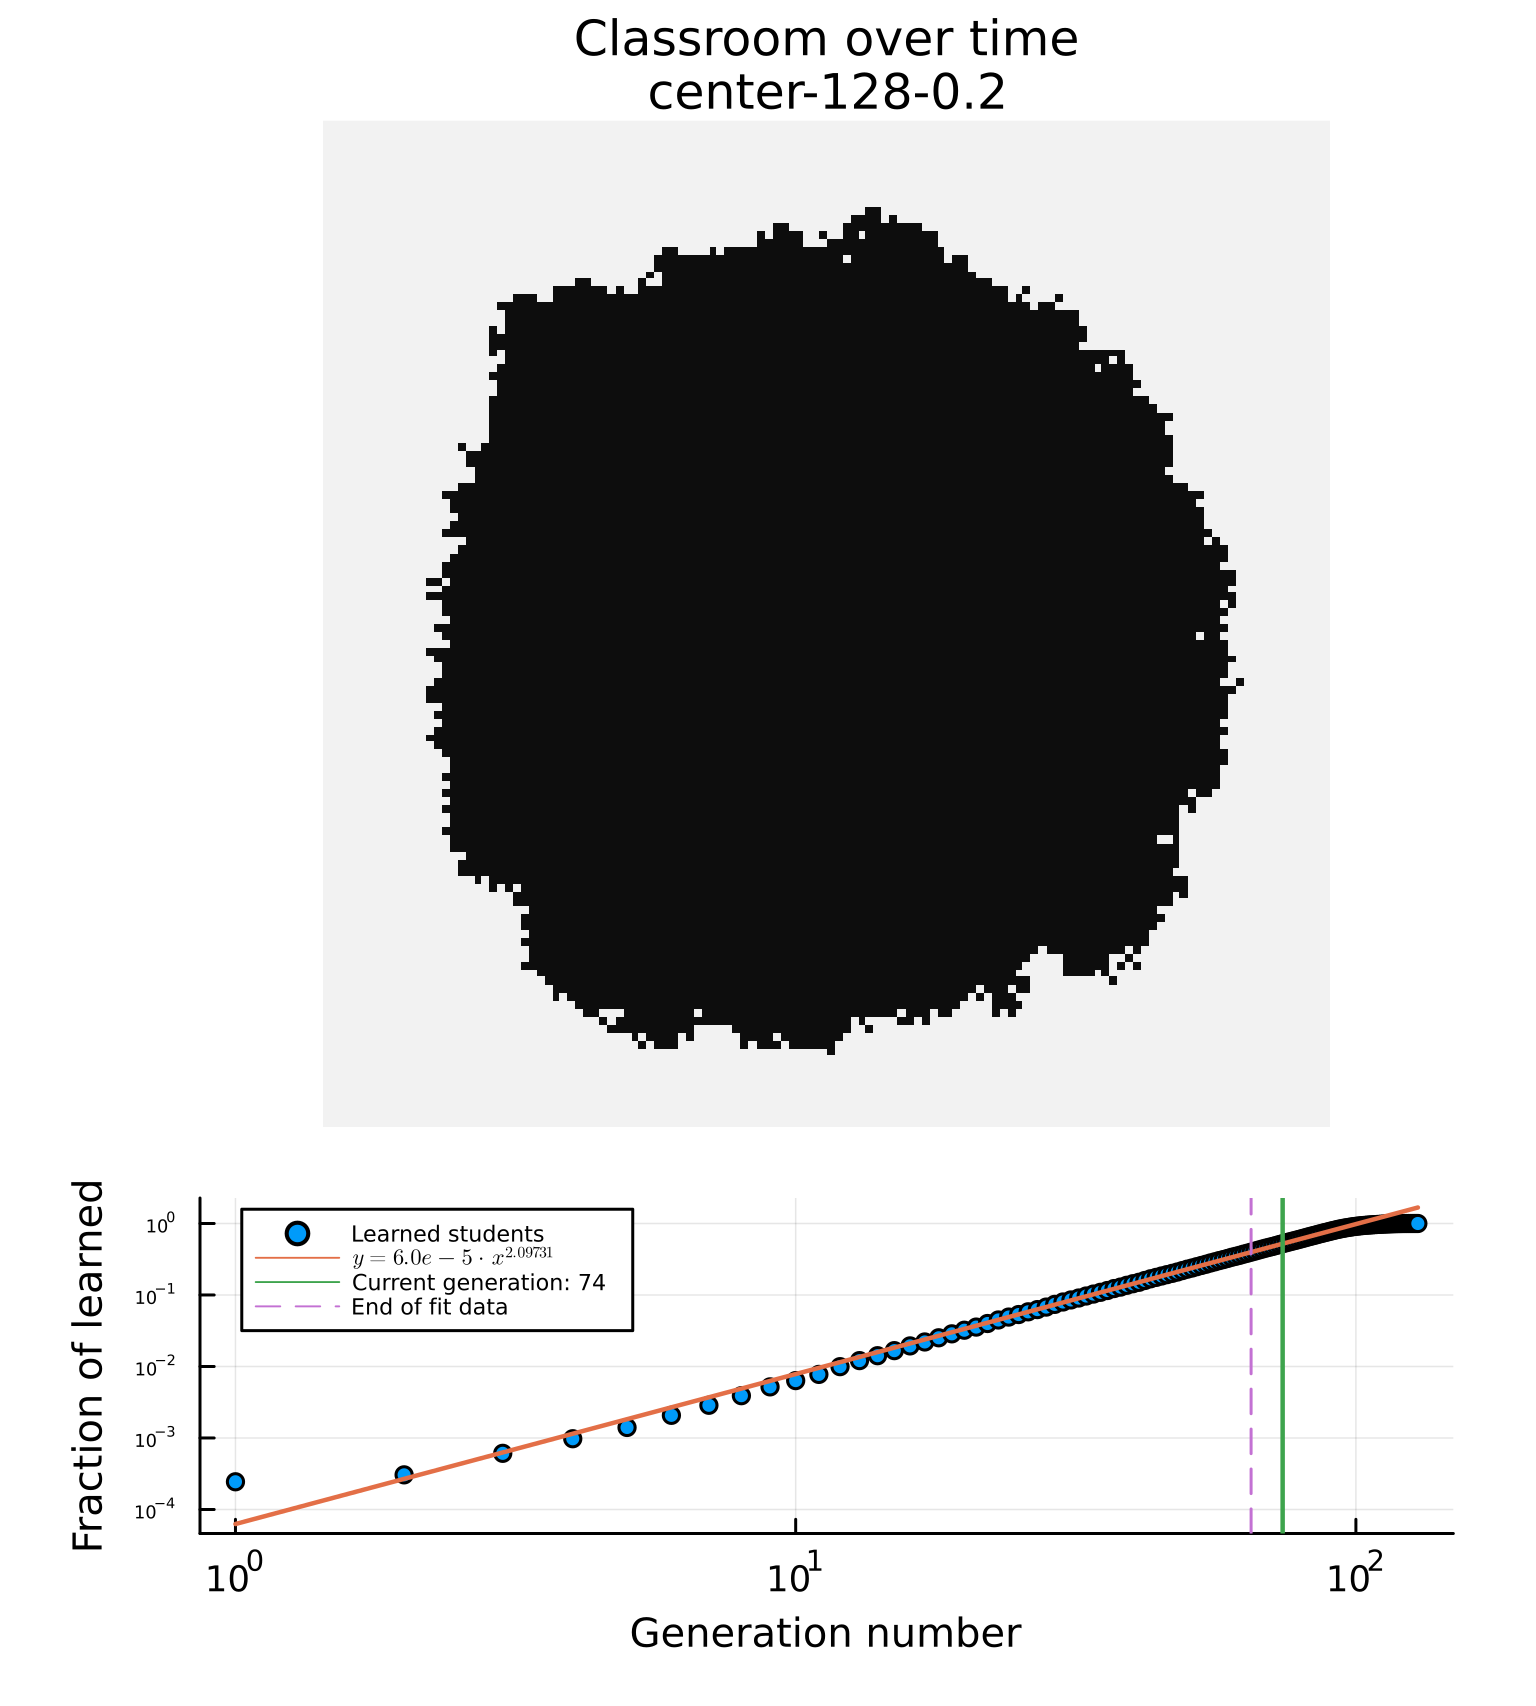 Classroom over time
center-128-0.2
Fraction of learned
10^0
10^-1
10^-2
10^-3
10^-4
Learned students
y = 6.0e − 5 · x^2.09731
Current generation: 74
End of fit data
10^0
10^1
10^2
Generation number